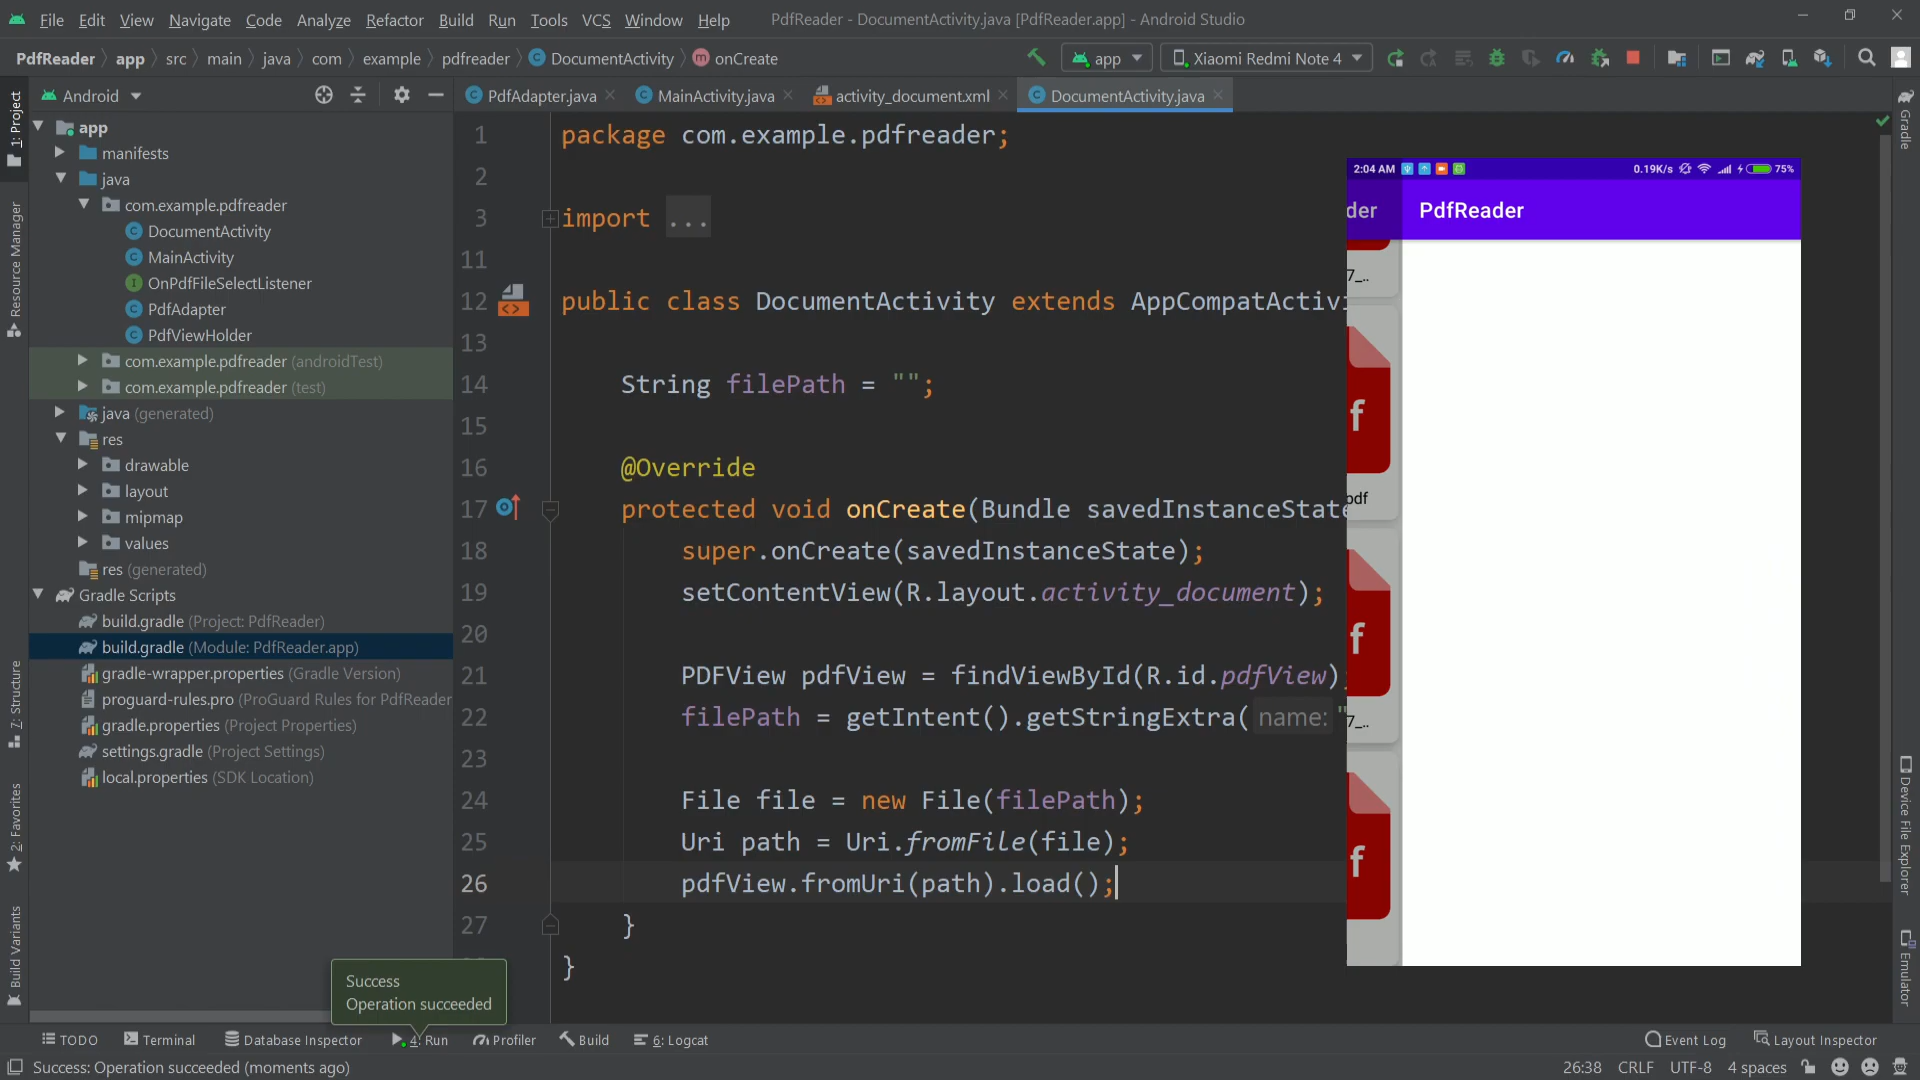 File Edit View Navigate Code Analyze Refactor Build Run Tools VCS Window Help PdfReader - DocumentActivity.java [PdfReader.app] - Android Studio
PdfReader app src main java com example pdfreader DocumentActivity onCreate app Xiaomi Redmi Note 4
Android
PdfAdapter.java MainActivity.java activity_document.xml DocumentActivity.java
1: Project
Resource Manager
7: Structure
2: Favorites
Build Variants
app
manifests
java
com.example.pdfreader
DocumentActivity
MainActivity
OnPdfFileSelectListener
PdfAdapter
PdfViewHolder
com.example.pdfreader (androidTest)
com.example.pdfreader (test)
java (generated)
res
drawable
layout
mipmap
values
res (generated)
Gradle Scripts
build.gradle (Project: PdfReader)
build.gradle (Module: PdfReader.app)
gradle-wrapper.properties (Gradle Version)
proguard-rules.pro (ProGuard Rules for PdfReader
gradle.properties (Project Properties)
settings.gradle (Project Settings)
local.properties (SDK Location)
1 package com.example.pdfreader;
2
3 import ...
11
12 public class DocumentActivity extends AppCompatActivi
13
14 String filePath = "";
15
16 @Override
17 protected void onCreate(Bundle savedInstanceState
18 super.onCreate(savedInstanceState);
19 setContentView(R.layout.activity_document);
20
21 PDFView pdfView = findViewById(R.id.pdfView);
22 filePath = getIntent().getStringExtra( name: "
23
24 File file = new File(filePath);
25 Uri path = Uri.fromFile(file);
26 pdfView.fromUri(path).load();
27 }
}
2:04 AM 0.19K/s 75%
der PdfReader
7_..
f
pdf
f
7_..
f
Gradle
Device File Explorer
Emulator
Success
Operation succeeded
TODO Terminal Database Inspector 4: Run Profiler Build 6: Logcat Event Log Layout Inspector
Success: Operation succeeded (moments ago) 26:38 CRLF UTF-8 4 spaces